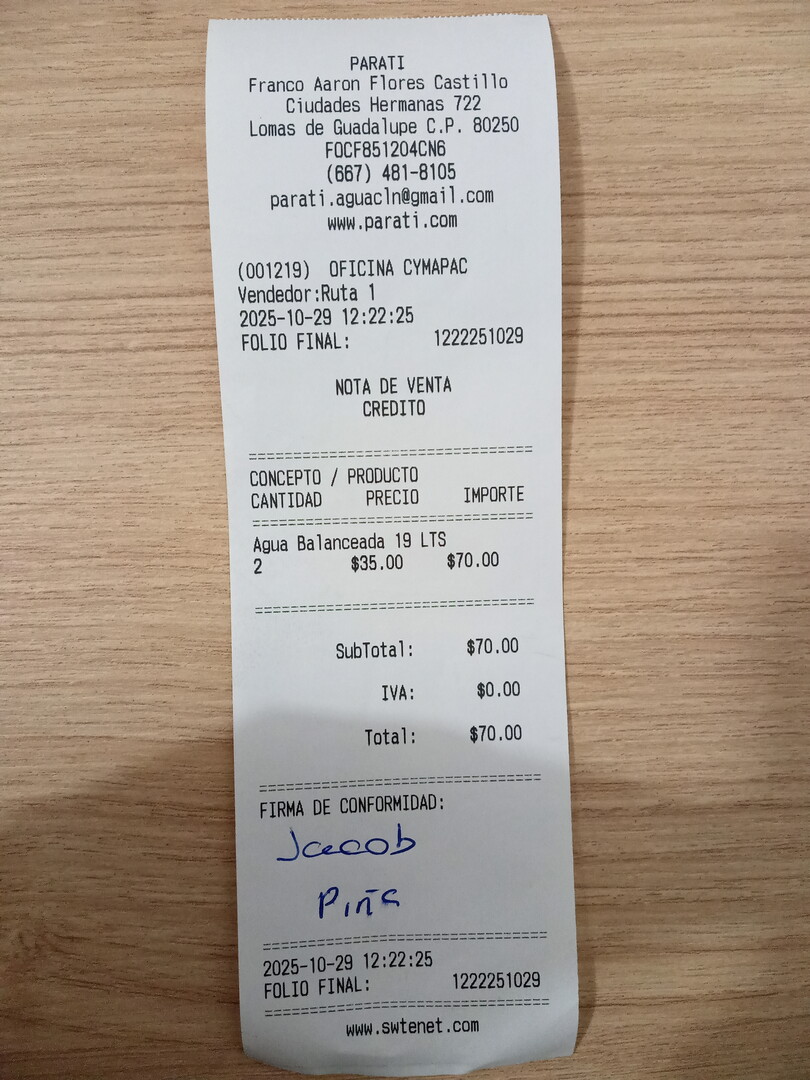 PARATI
Franco Aaron Flores Castillo
Ciudades Hermanas 722
Lomas de Guadalupe C.P. 80250
FOCF851204CN6
(667) 481-8105
parati.aguacln@gmail.com
www.parati.com
(001219) OFICINA CYMAPAC
Vendedor:Ruta 1
2025-10-29 12:22:25
FOLIO FINAL: 1222251029
NOTA DE VENTA
CREDITO
================================
CONCEPTO / PRODUCTO
CANTIDAD PRECIO IMPORTE
================================
Agua Balanceada 19 LTS
2 $35.00 $70.00
================================
SubTotal: $70.00
IVA: $0.00
Total: $70.00
================================
FIRMA DE CONFORMIDAD:
Jacob
Piña
================================
2025-10-29 12:22:25
FOLIO FINAL: 1222251029
================================
www.swtenet.com